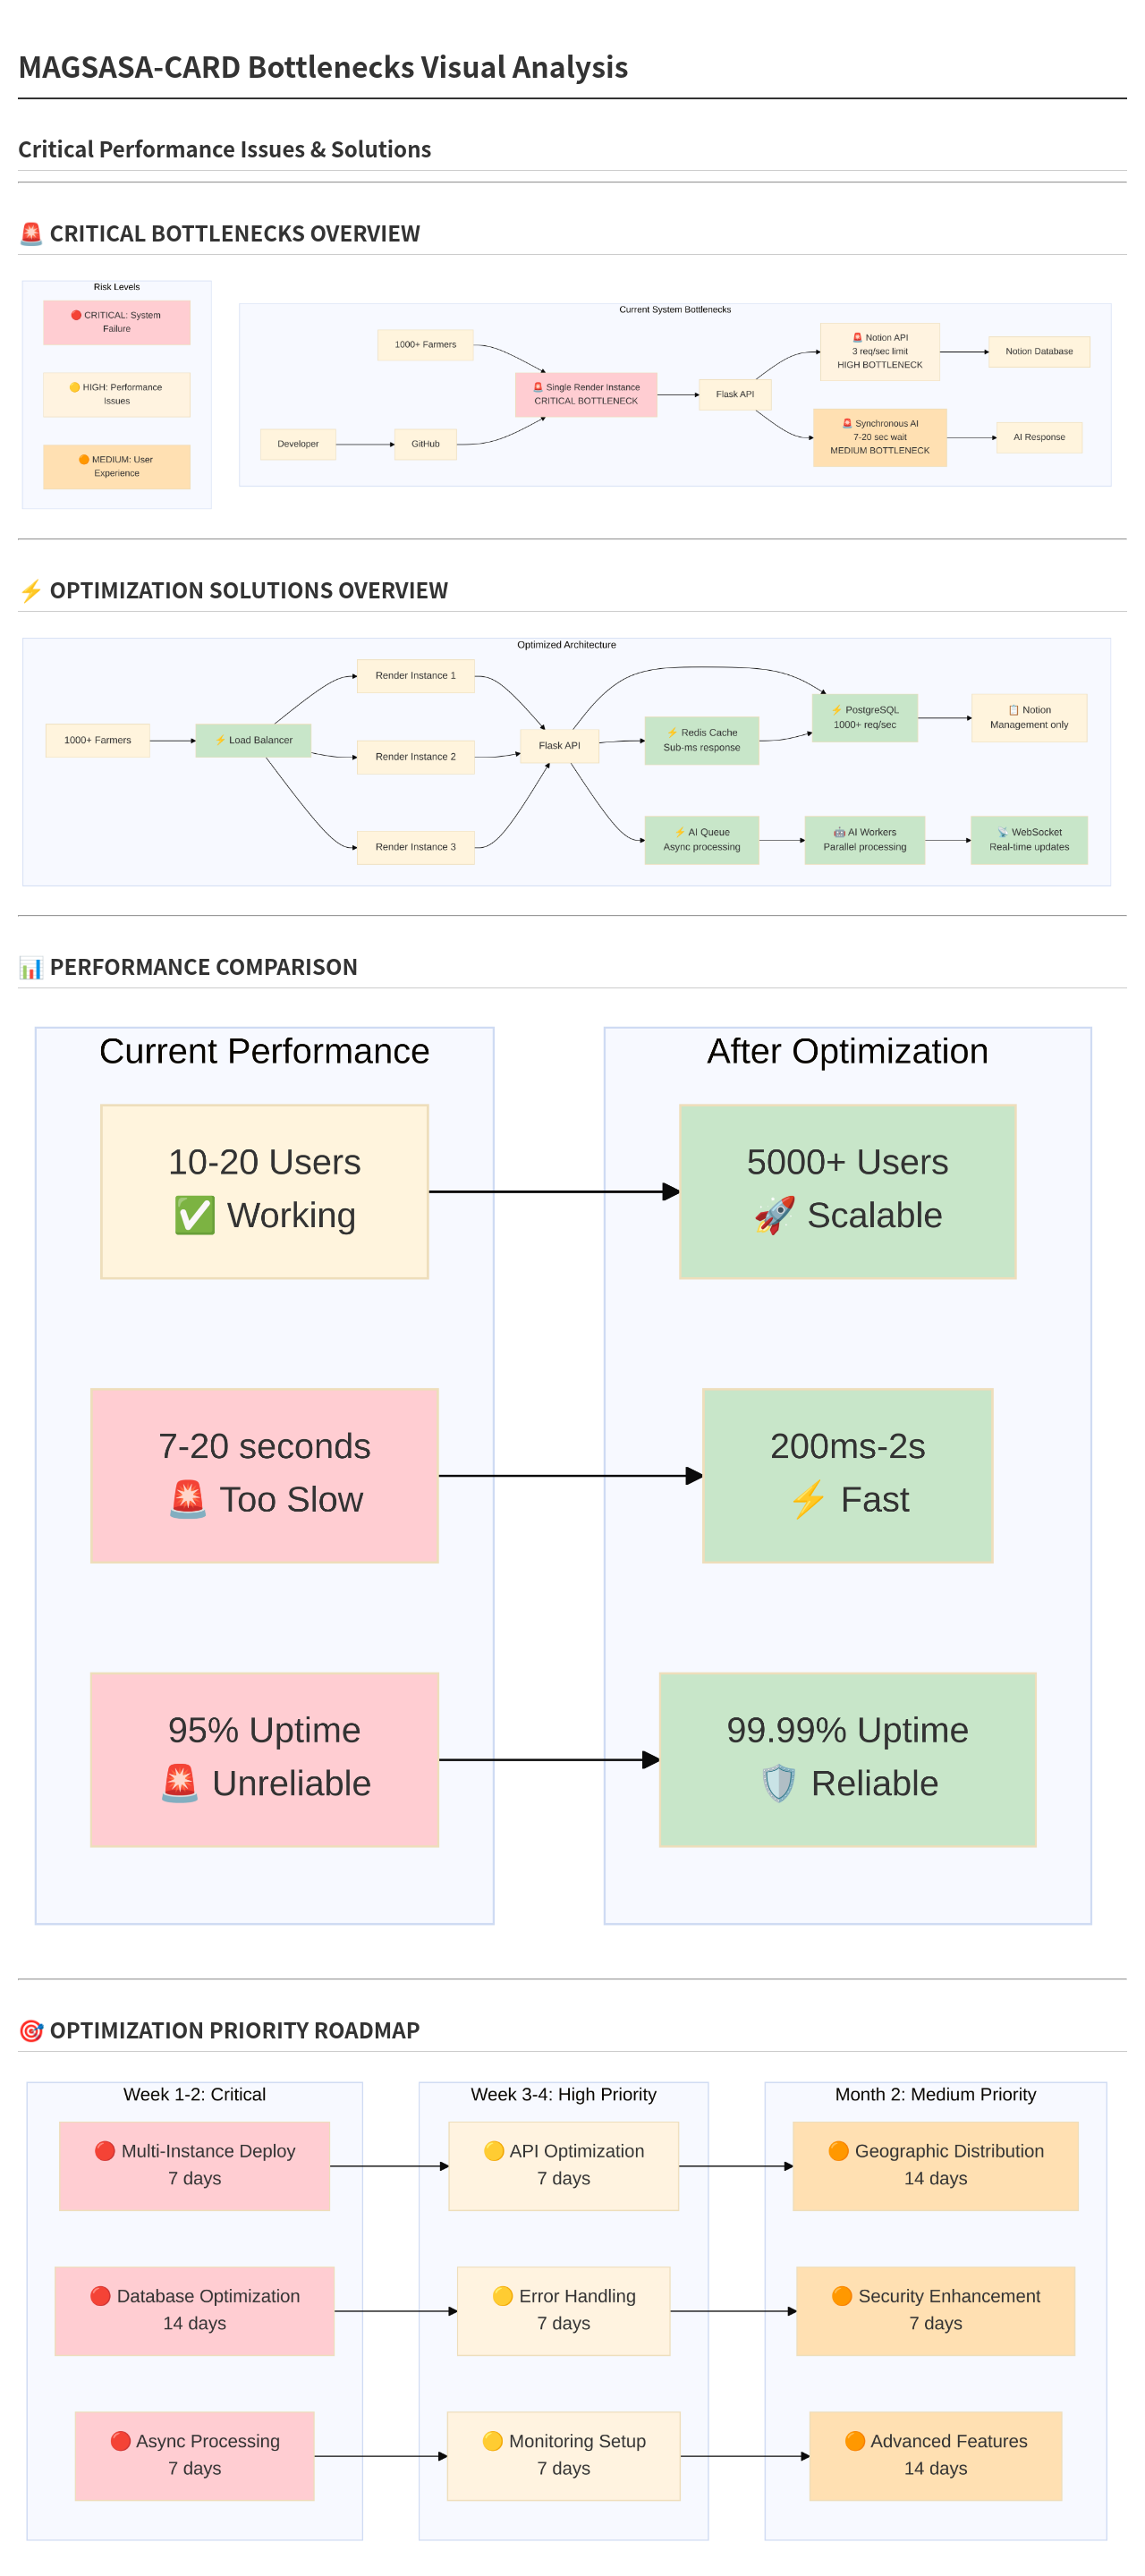 MAGSASA-CARD Bottlenecks Visual Analysis
Critical Performance Issues & Solutions
🚨 CRITICAL BOTTLENECKS OVERVIEW
Risk Levels
🔴 CRITICAL: System
Failure
🟡 HIGH: Performance
Issues
🟠 MEDIUM: User
Experience
Current System Bottlenecks
1000+ Farmers
Developer
GitHub
🚨 Single Render Instance
CRITICAL BOTTLENECK
Flask API
🚨 Notion API
3 req/sec limit
HIGH BOTTLENECK
Notion Database
🚨 Synchronous AI
7-20 sec wait
MEDIUM BOTTLENECK
AI Response
⚡ OPTIMIZATION SOLUTIONS OVERVIEW
Optimized Architecture
1000+ Farmers
⚡ Load Balancer
Render Instance 1
Render Instance 2
Render Instance 3
Flask API
⚡ Redis Cache
Sub-ms response
⚡ PostgreSQL
1000+ req/sec
📋 Notion
Management only
⚡ AI Queue
Async processing
🤖 AI Workers
Parallel processing
📡 WebSocket
Real-time updates
📊 PERFORMANCE COMPARISON
Current Performance
After Optimization
10-20 Users
✅ Working
5000+ Users
🚀 Scalable
7-20 seconds
🚨 Too Slow
200ms-2s
⚡ Fast
95% Uptime
🚨 Unreliable
99.99% Uptime
🛡️ Reliable
🎯 OPTIMIZATION PRIORITY ROADMAP
Week 1-2: Critical
Week 3-4: High Priority
Month 2: Medium Priority
🔴 Multi-Instance Deploy
7 days
🟡 API Optimization
7 days
🟠 Geographic Distribution
14 days
🔴 Database Optimization
14 days
🟡 Error Handling
7 days
🟠 Security Enhancement
7 days
🔴 Async Processing
7 days
🟡 Monitoring Setup
7 days
🟠 Advanced Features
14 days